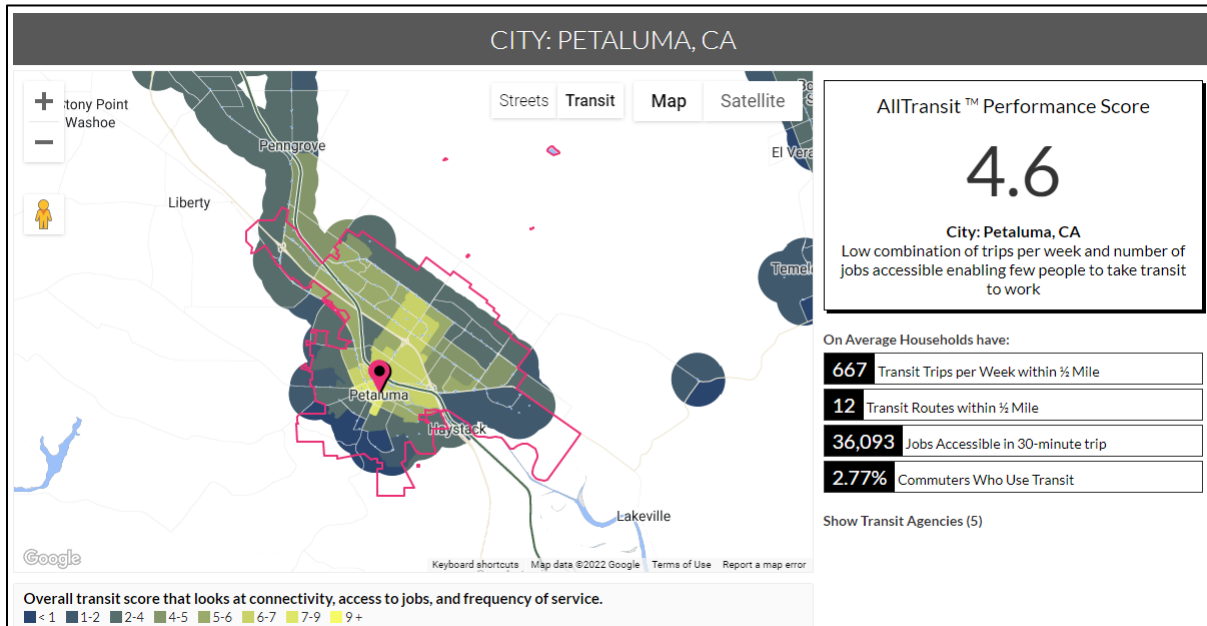 CITY: PETALUMA, CA
+
Stony Point
Washoe
−
Streets
Transit
Map
Satellite
Penngrove
El Vera
Liberty
Temel
Petaluma
Haystack
Lakeville
Google
Keyboard shortcuts
Map data ©2022 Google
Terms of Use
Report a map error
Overall transit score that looks at connectivity, access to jobs, and frequency of service.
< 1 1-2 2-4 4-5 5-6 6-7 7-9 9 +
AllTransit ™ Performance Score
4.6
City: Petaluma, CA
Low combination of trips per week and number of
jobs accessible enabling few people to take transit
to work
On Average Households have:
667 Transit Trips per Week within ½ Mile
12 Transit Routes within ½ Mile
36,093 Jobs Accessible in 30-minute trip
2.77% Commuters Who Use Transit
Show Transit Agencies (5)